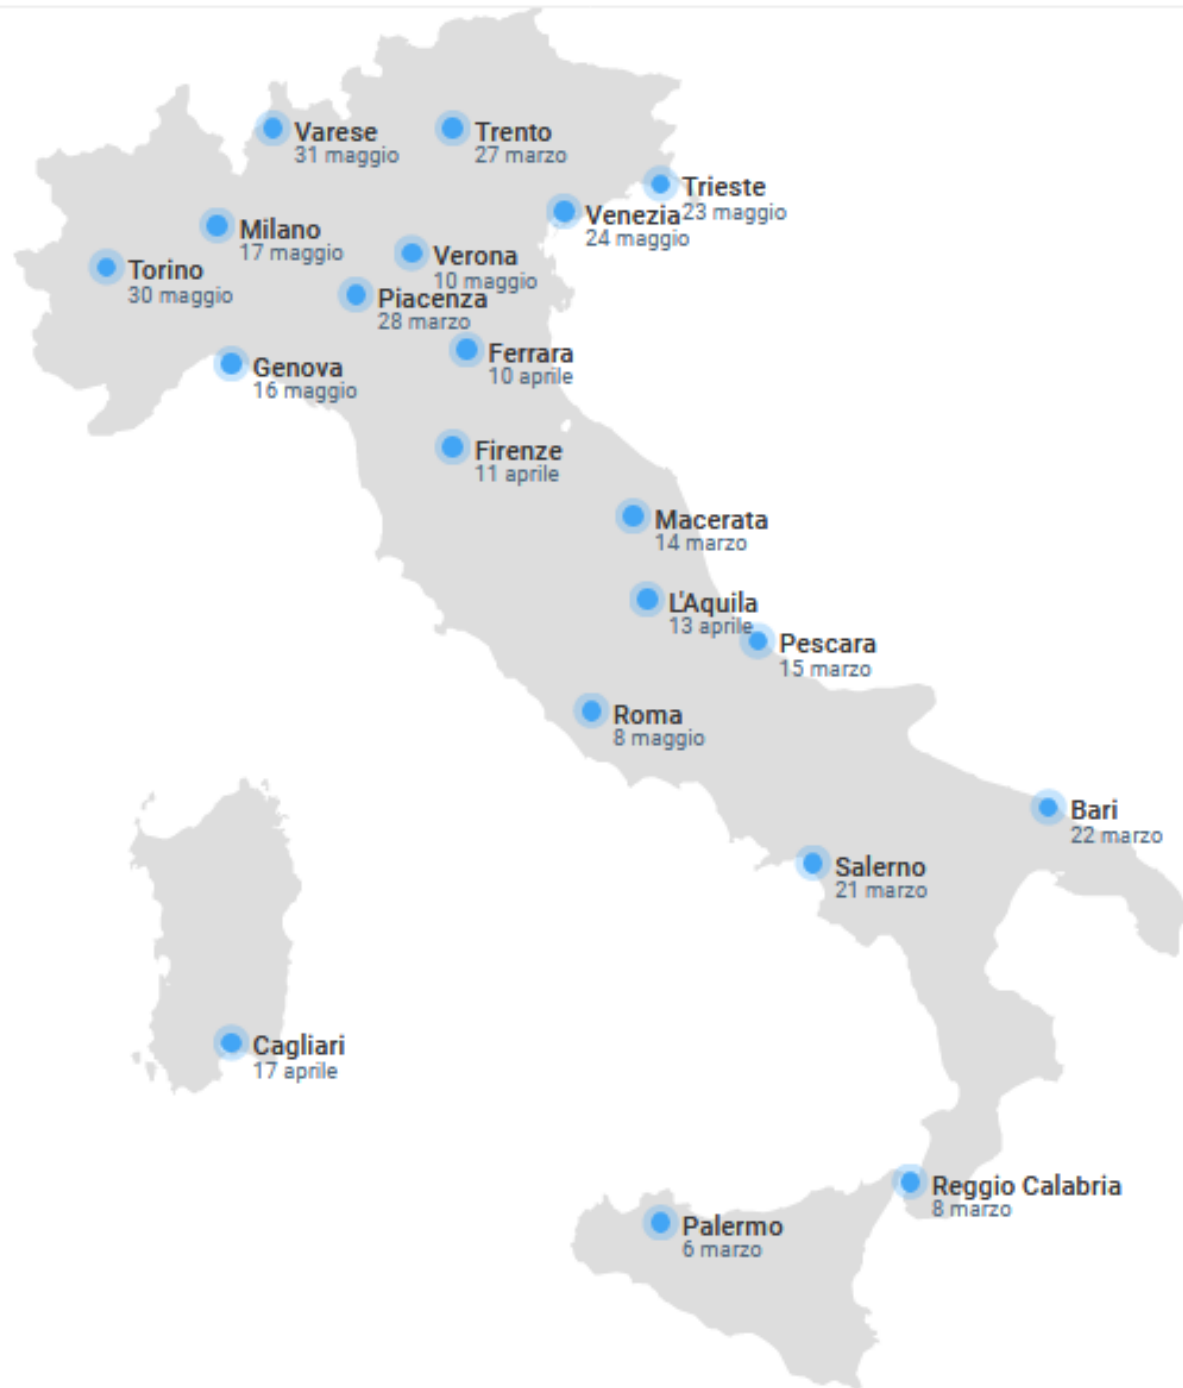 Varese
31 maggio
Trento
27 marzo
Trieste
23 maggio
Venezia
24 maggio
Milano
17 maggio
Verona
10 maggio
Torino
30 maggio
Piacenza
28 marzo
Ferrara
10 aprile
Genova
16 maggio
Firenze
11 aprile
Macerata
14 marzo
L'Aquila
13 aprile
Pescara
15 marzo
Roma
8 maggio
Bari
22 marzo
Salerno
21 marzo
Cagliari
17 aprile
Reggio Calabria
8 marzo
Palermo
6 marzo